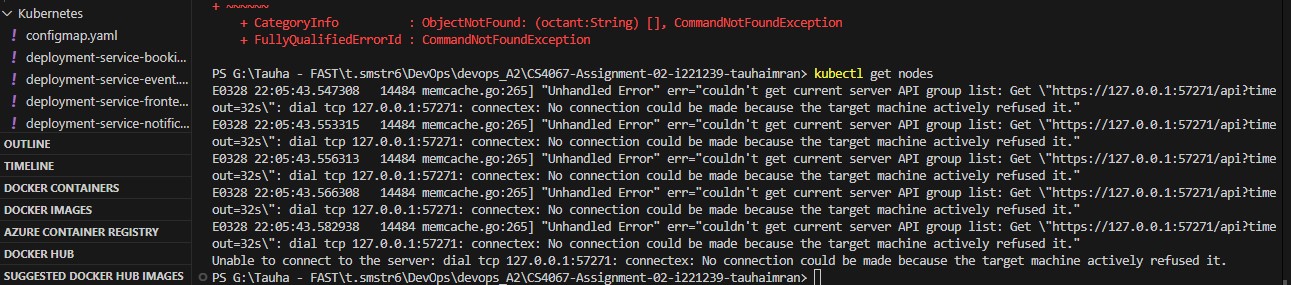 Kubernetes
! configmap.yaml
! deployment-service-booki...
! deployment-service-event....
! deployment-service-fronte...
! deployment-service-notific...
OUTLINE
TIMELINE
DOCKER CONTAINERS
DOCKER IMAGES
AZURE CONTAINER REGISTRY
DOCKER HUB
SUGGESTED DOCKER HUB IMAGES
+ ~~~~~~
+ CategoryInfo          : ObjectNotFound: (octant:String) [], CommandNotFoundException
+ FullyQualifiedErrorId : CommandNotFoundException
PS G:\Tauha - FAST\t.smstr6\DevOps\devops_A2\CS4067-Assignment-02-i221239-tauhaimran> kubectl get nodes
E0328 22:05:43.547308   14484 memcache.go:265] "Unhandled Error" err="couldn't get current server API group list: Get \"https://127.0.0.1:57271/api?time
out=32s\": dial tcp 127.0.0.1:57271: connectex: No connection could be made because the target machine actively refused it."
E0328 22:05:43.553315   14484 memcache.go:265] "Unhandled Error" err="couldn't get current server API group list: Get \"https://127.0.0.1:57271/api?time
out=32s\": dial tcp 127.0.0.1:57271: connectex: No connection could be made because the target machine actively refused it."
E0328 22:05:43.556313   14484 memcache.go:265] "Unhandled Error" err="couldn't get current server API group list: Get \"https://127.0.0.1:57271/api?time
out=32s\": dial tcp 127.0.0.1:57271: connectex: No connection could be made because the target machine actively refused it."
E0328 22:05:43.566308   14484 memcache.go:265] "Unhandled Error" err="couldn't get current server API group list: Get \"https://127.0.0.1:57271/api?time
out=32s\": dial tcp 127.0.0.1:57271: connectex: No connection could be made because the target machine actively refused it."
E0328 22:05:43.582938   14484 memcache.go:265] "Unhandled Error" err="couldn't get current server API group list: Get \"https://127.0.0.1:57271/api?time
out=32s\": dial tcp 127.0.0.1:57271: connectex: No connection could be made because the target machine actively refused it."
Unable to connect to the server: dial tcp 127.0.0.1:57271: connectex: No connection could be made because the target machine actively refused it.
PS G:\Tauha - FAST\t.smstr6\DevOps\devops_A2\CS4067-Assignment-02-i221239-tauhaimran>